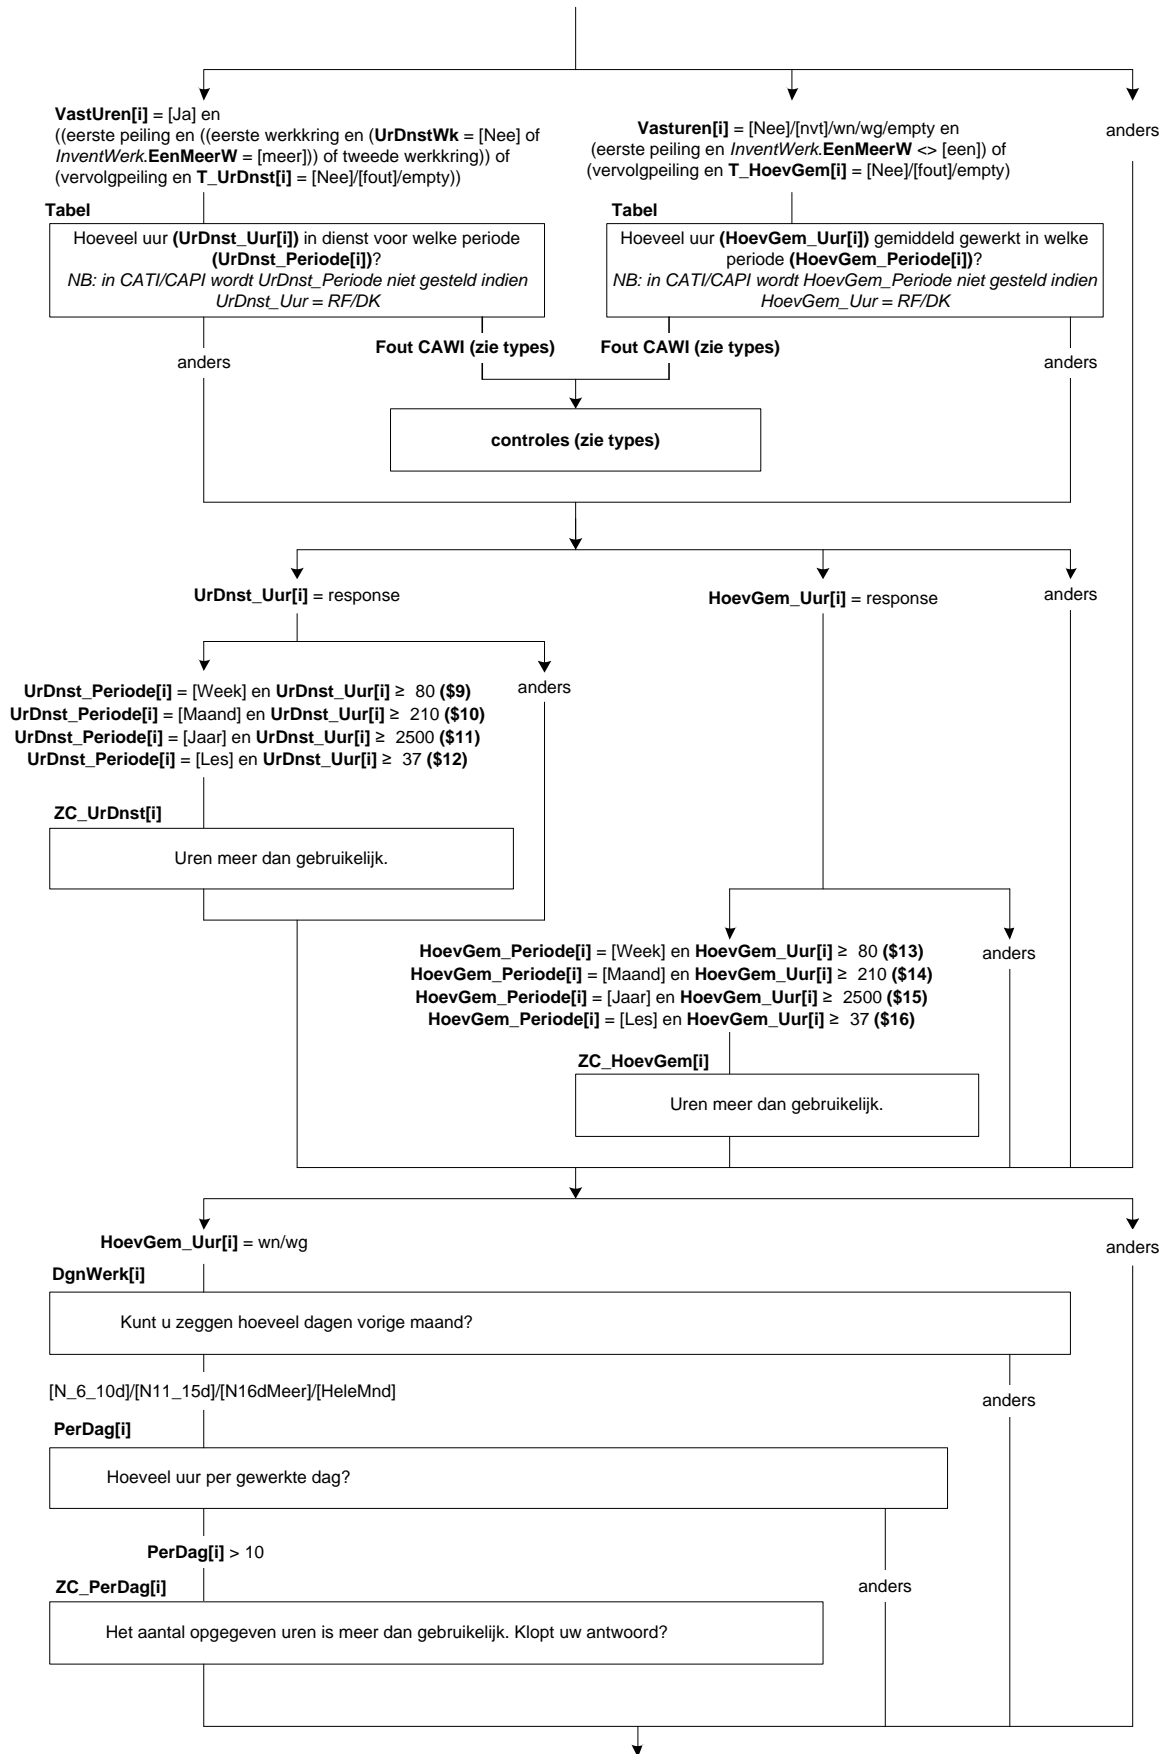 VastUren[i] = [Ja] en
((eerste peiling en ((eerste werkkring en (UrDnstWk = [Nee] of
InventWerk.EenMeerW = [meer])) of tweede werkkring)) of
(vervolgpeiling en T_UrDnst[i] = [Nee]/[fout]/empty))
Vasturen[i] = [Nee]/[nvt]/wn/wg/empty en
(eerste peiling en InventWerk.EenMeerW <> [een]) of
(vervolgpeiling en T_HoevGem[i] = [Nee]/[fout]/empty)
anders
Tabel
Hoeveel uur (UrDnst_Uur[i]) in dienst voor welke periode
(UrDnst_Periode[i])?
NB: in CATI/CAPI wordt UrDnst_Periode niet gesteld indien
UrDnst_Uur = RF/DK
Tabel
Hoeveel uur (HoevGem_Uur[i]) gemiddeld gewerkt in welke
periode (HoevGem_Periode[i])?
NB: in CATI/CAPI wordt HoevGem_Periode niet gesteld indien
HoevGem_Uur = RF/DK
anders
Fout CAWI (zie types)
Fout CAWI (zie types)
anders
controles (zie types)
UrDnst_Uur[i] = response
HoevGem_Uur[i] = response
anders
UrDnst_Periode[i] = [Week] en UrDnst_Uur[i] ≥ 80 ($9)
UrDnst_Periode[i] = [Maand] en UrDnst_Uur[i] ≥ 210 ($10)
UrDnst_Periode[i] = [Jaar] en UrDnst_Uur[i] ≥ 2500 ($11)
UrDnst_Periode[i] = [Les] en UrDnst_Uur[i] ≥ 37 ($12)
anders
ZC_UrDnst[i]
Uren meer dan gebruikelijk.
HoevGem_Periode[i] = [Week] en HoevGem_Uur[i] ≥ 80 ($13)
HoevGem_Periode[i] = [Maand] en HoevGem_Uur[i] ≥ 210 ($14)
HoevGem_Periode[i] = [Jaar] en HoevGem_Uur[i] ≥ 2500 ($15)
HoevGem_Periode[i] = [Les] en HoevGem_Uur[i] ≥ 37 ($16)
anders
ZC_HoevGem[i]
Uren meer dan gebruikelijk.
HoevGem_Uur[i] = wn/wg
anders
DgnWerk[i]
Kunt u zeggen hoeveel dagen vorige maand?
[N_6_10d]/[N11_15d]/[N16dMeer]/[HeleMnd]
anders
PerDag[i]
Hoeveel uur per gewerkte dag?
PerDag[i] > 10
anders
ZC_PerDag[i]
Het aantal opgegeven uren is meer dan gebruikelijk. Klopt uw antwoord?